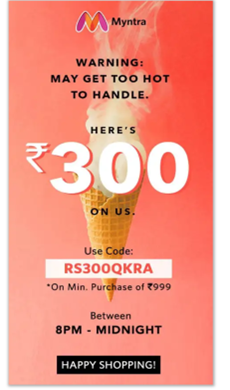 Myntra
WARNING:
MAY GET TOO HOT
TO HANDLE.
HERE'S
₹300
ON US.
Use Code:
RS300QKRA
*On Min. Purchase of ₹999
Between
8PM - MIDNIGHT
HAPPY SHOPPING!